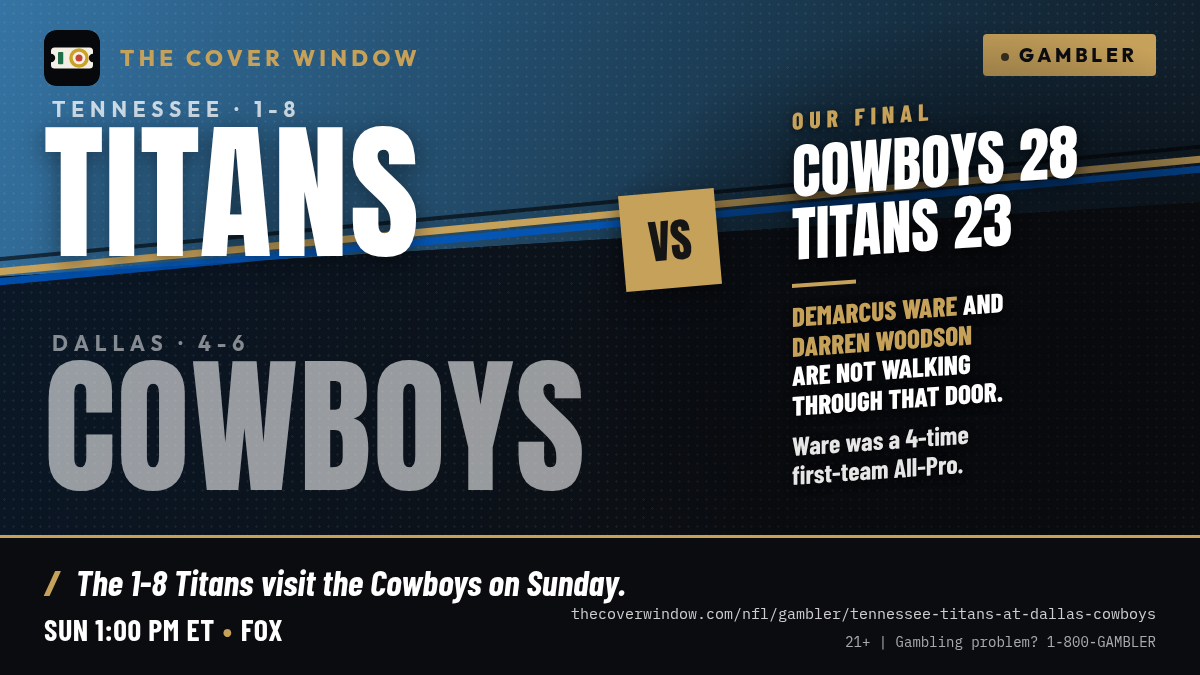 THE COVER WINDOW
GAMBLER
TENNESSEE · 1-8
TITANS
VS
DALLAS · 4-6
COWBOYS
OUR FINAL
COWBOYS 28
TITANS 23
DEMARCUS WARE AND
DARREN WOODSON
ARE NOT WALKING
THROUGH THAT DOOR.
Ware was a 4-time
first-team All-Pro.
/ The 1-8 Titans visit the Cowboys on Sunday.
SUN 1:00 PM ET • FOX
thecoverwindow.com/nfl/gambler/tennessee-titans-at-dallas-cowboys
21+ | Gambling problem? 1-800-GAMBLER